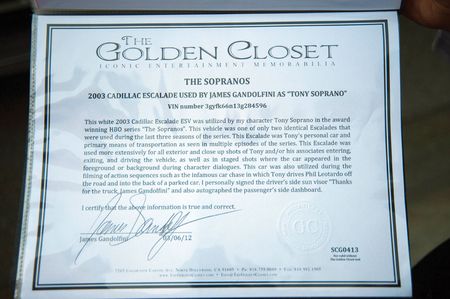 THE
GOLDEN CLOSET
ICONIC ENTERTAINMENT MEMORABILIA
THE SOPRANOS
2003 CADILLAC ESCALADE USED BY JAMES GANDOLFINI AS "TONY SOPRANO"
VIN number 3gyfk66n13g284596
This white 2003 Cadillac Escalade ESV was utilized by my character Tony Soprano in the award
winning HBO series "The Sopranos". This vehicle was one of only two identical Escalades that
were used during the last three seasons of the series. This Escalade was Tony's personal car and
primary means of transportation as seen in multiple episodes of the series. This Escalade was
used more extensively for all exterior and close up shots of Tony and/or his associates entering,
exiting, and driving the vehicle, as well as in staged shots where the car appeared in the
foreground or background during character dialogues. This car was also utilized during the
filming of action sequences such as the infamous car chase in which Tony drives Phil Leotardo off
the road and into the back of a parked car. I personally signed the driver's side sun visor "Thanks
for the truck, James Gandolfini" and also autographed the passenger's side dashboard.
I certify that the above information is true and correct.
James Gandolfini
James Gandolfini 03/06/12
GC
SCG0413